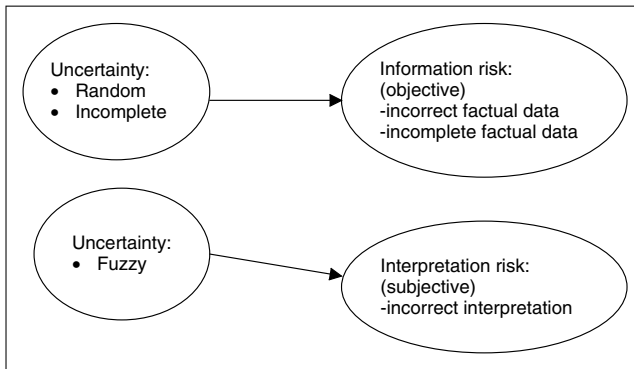 Uncertainty:
• Random
• Incomplete
Information risk:
(objective)
-incorrect factual data
-incomplete factual data
Uncertainty:
• Fuzzy
Interpretation risk:
(subjective)
-incorrect interpretation